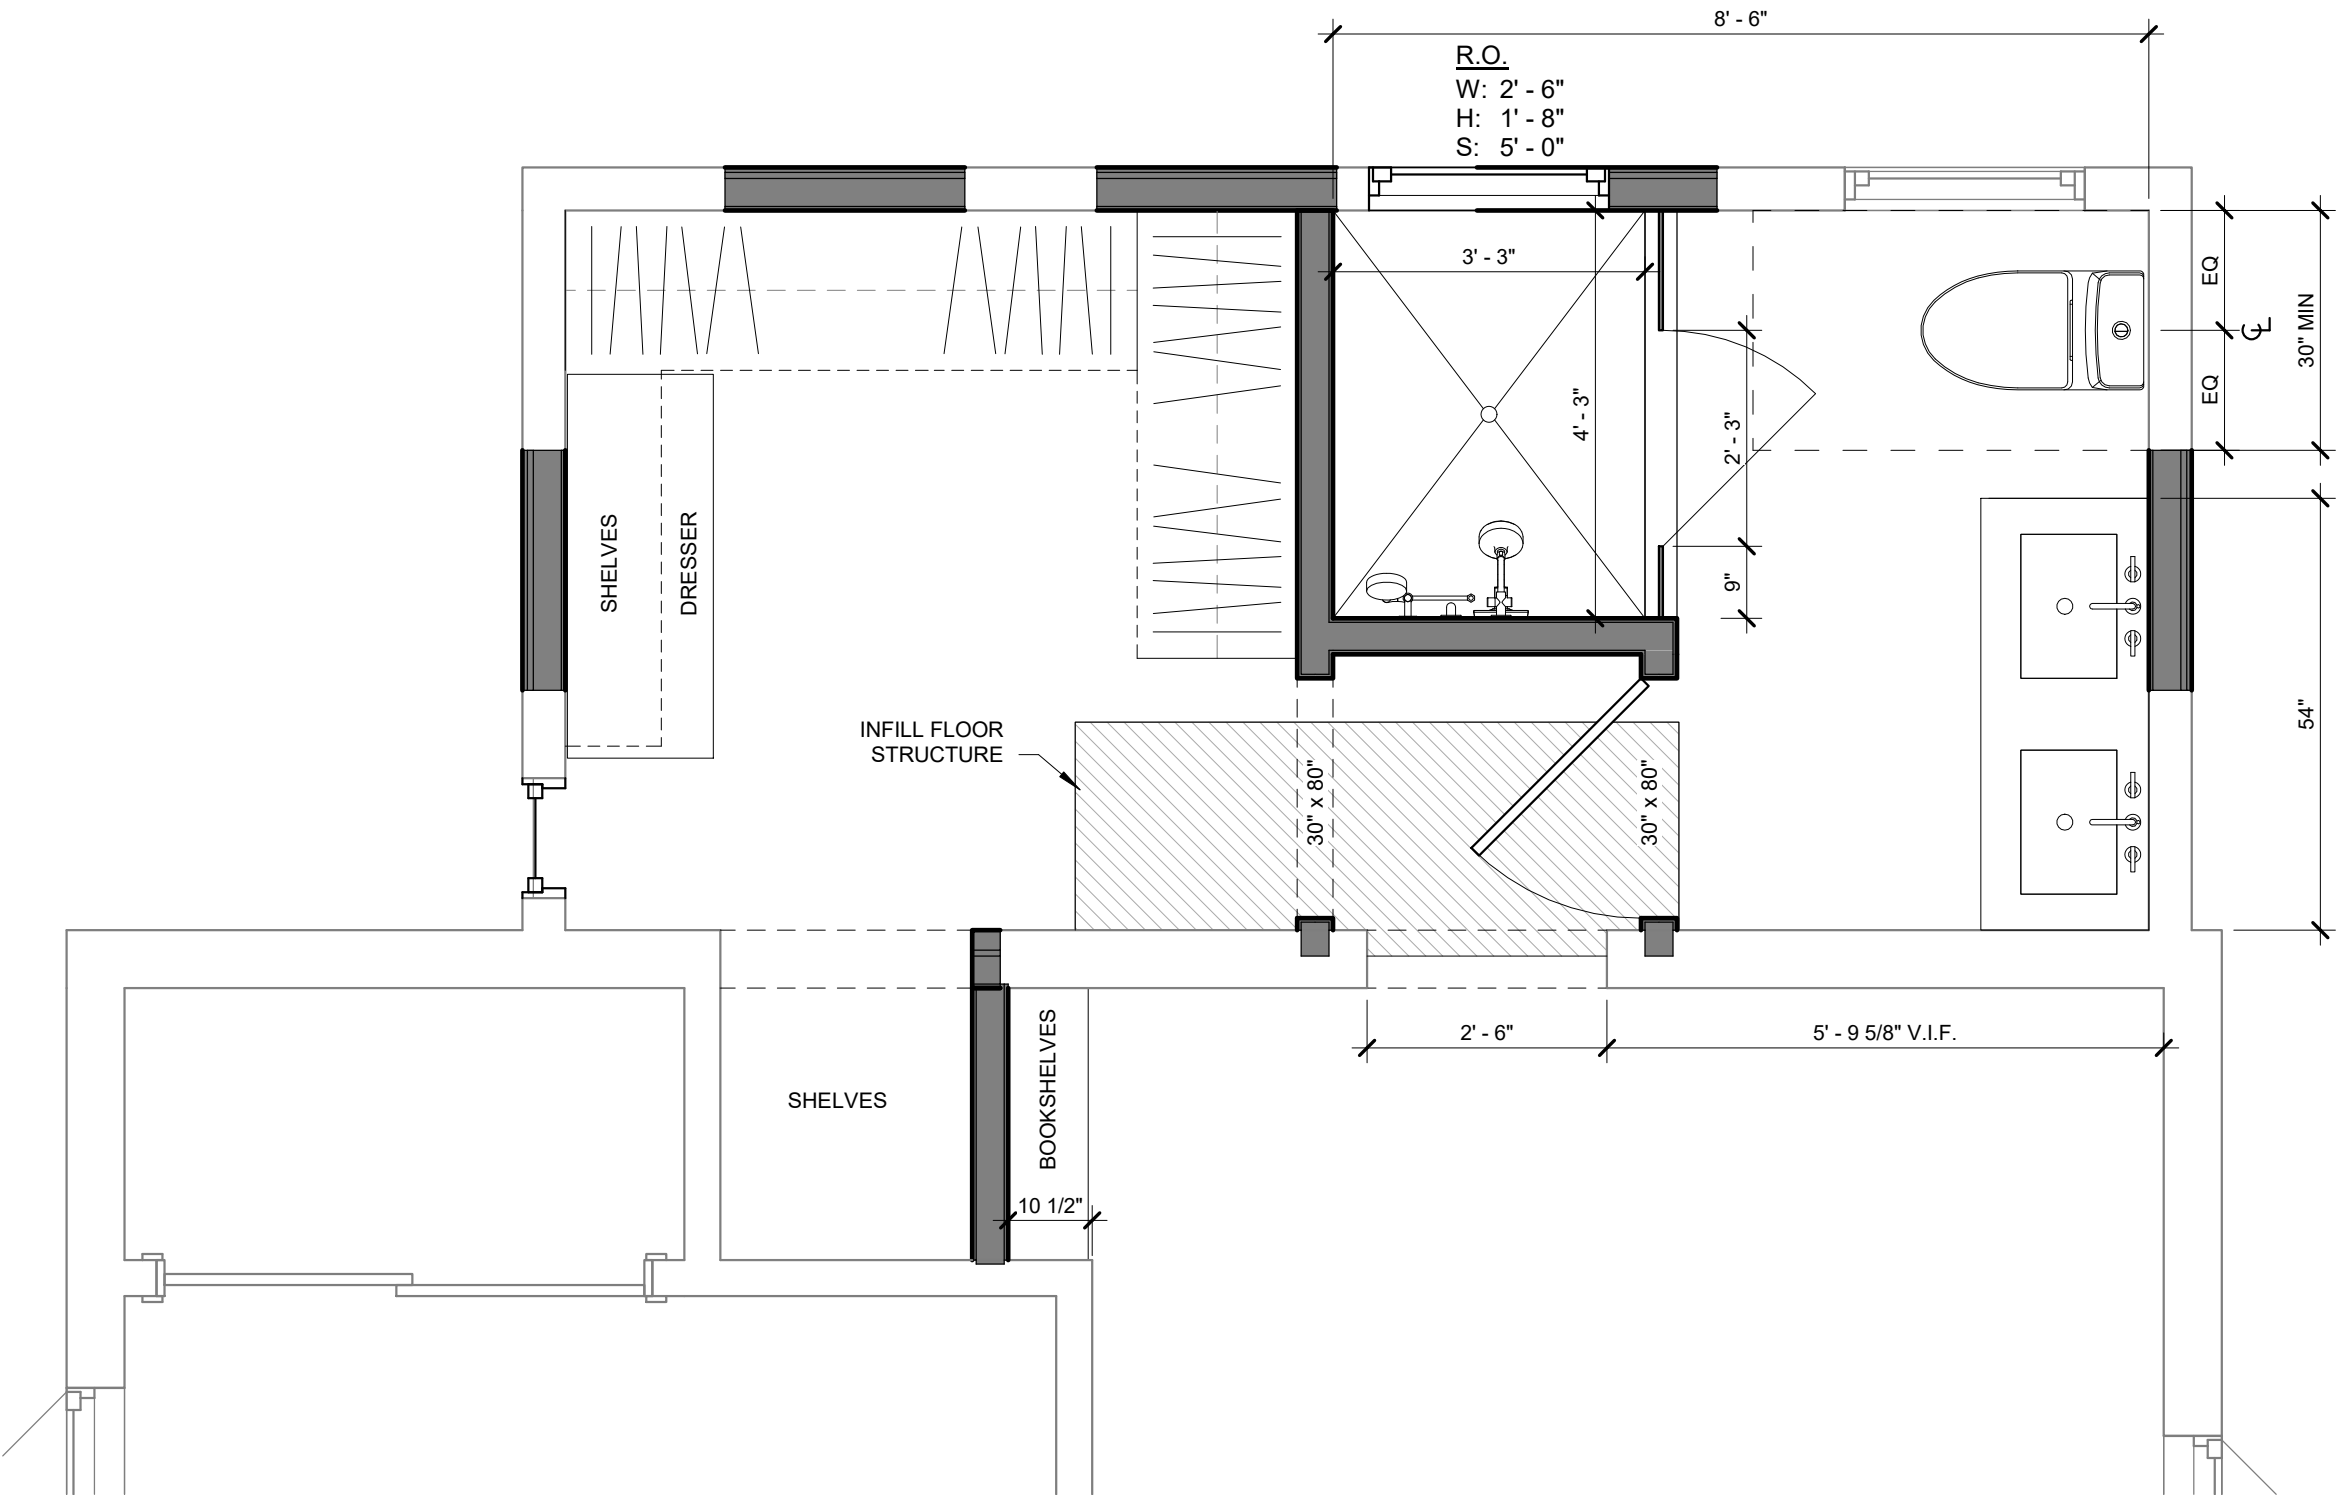 8' - 6"
R.O.
W: 2' - 6"
H: 1' - 8"
S: 5' - 0"
3' - 3"
EQ
30" MIN
℄
EQ
4' - 3"
2' - 3"
9"
SHELVES
DRESSER
54"
INFILL FLOOR
STRUCTURE
30" x 80"
30" x 80"
2' - 6"
5' - 9 5/8" V.I.F.
SHELVES
BOOKSHELVES
10 1/2"